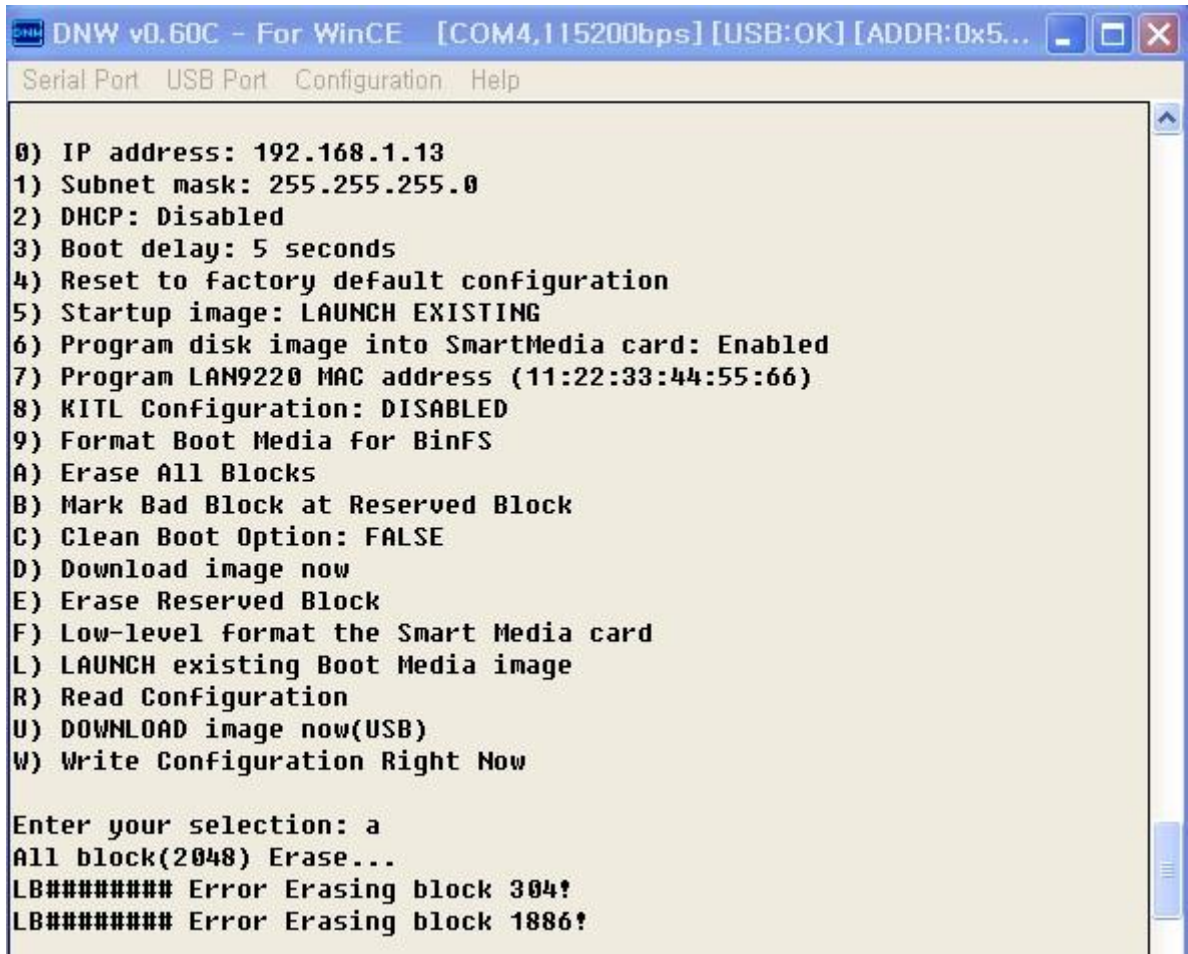 DNW DNW v0.60C - For WinCE [COM4,115200bps] [USB:OK] [ADDR:0x5...
Serial Port USB Port Configuration Help
0) IP address: 192.168.1.13
1) Subnet mask: 255.255.255.0
2) DHCP: Disabled
3) Boot delay: 5 seconds
4) Reset to factory default configuration
5) Startup image: LAUNCH EXISTING
6) Program disk image into SmartMedia card: Enabled
7) Program LAN9220 MAC address (11:22:33:44:55:66)
8) KITL Configuration: DISABLED
9) Format Boot Media for BinFS
A) Erase All Blocks
B) Mark Bad Block at Reserved Block
C) Clean Boot Option: FALSE
D) Download image now
E) Erase Reserved Block
F) Low-level format the Smart Media card
L) LAUNCH existing Boot Media image
R) Read Configuration
U) DOWNLOAD image now(USB)
W) Write Configuration Right Now
Enter your selection: a
All block(2048) Erase...
LB######## Error Erasing block 304!
LB######## Error Erasing block 1886!